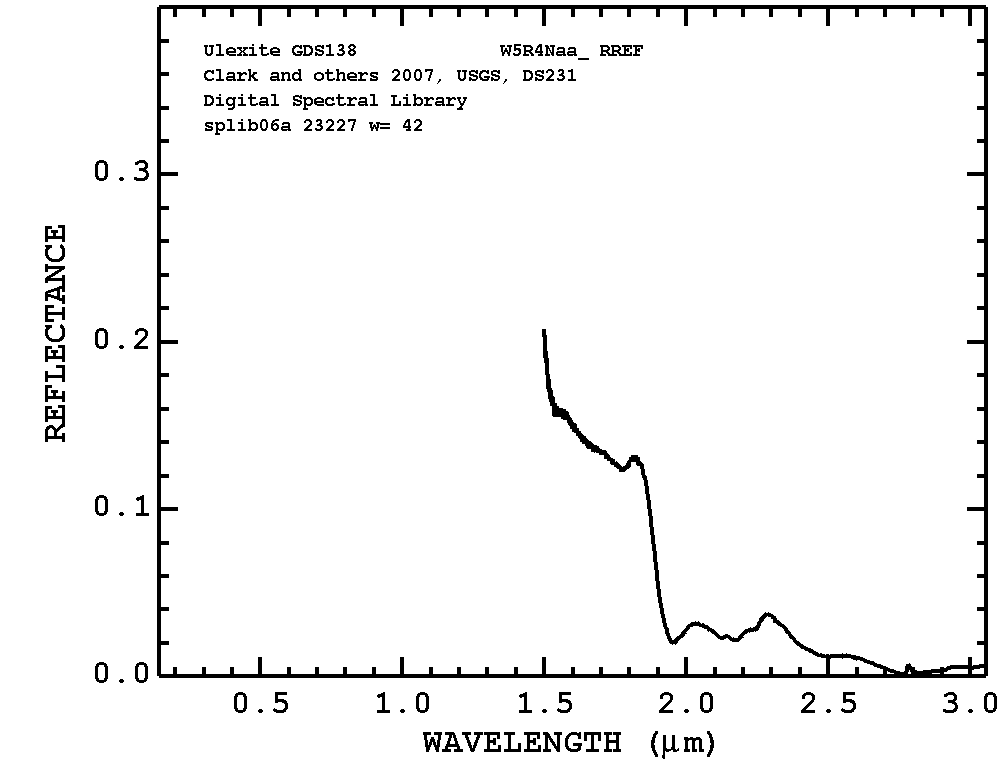 Ulexite GDS138 W5R4Naa_ RREF
Clark and others 2007, USGS, DS231
Digital Spectral Library
splib06a 23227 w= 42
REFLECTANCE
0.3
0.2
0.1
0.0
0.5 1.0 1.5 2.0 2.5 3.0
WAVELENGTH (μm)